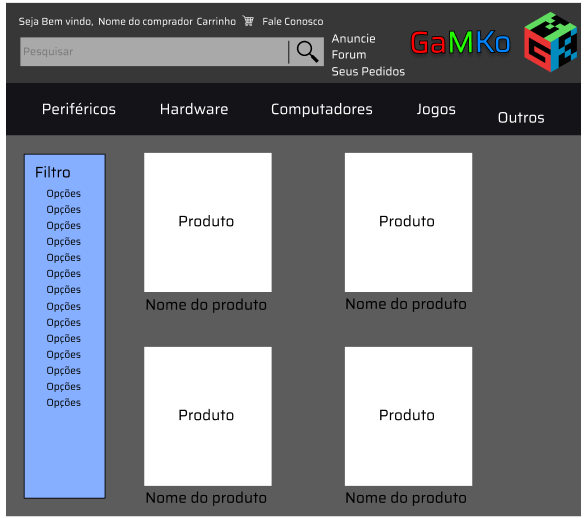 Seja Bem vindo, Nome do comprador Carrinho Fale Conosco
Pesquisar
Anuncie
Forum
Seus Pedidos
GaMKo
Periféricos Hardware Computadores Jogos Outros
Filtro
Opções
Opções
Opções
Opções
Opções
Opções
Opções
Opções
Opções
Opções
Opções
Opções
Opções
Opções
Produto Produto
Nome do produto Nome do produto
Produto Produto
Nome do produto Nome do produto